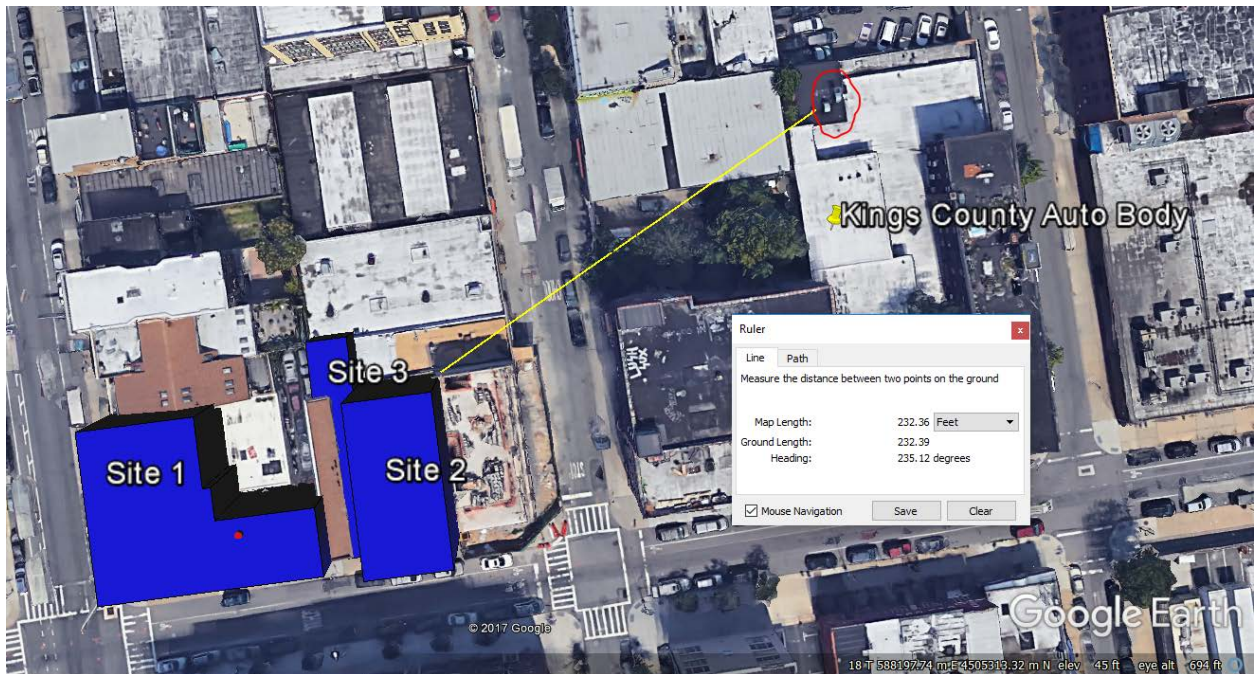 Kings County Auto Body
Ruler
x
Line Path
Measure the distance between two points on the ground
Map Length: 232.36 Feet
Ground Length: 232.39
Heading: 235.12 degrees
Mouse Navigation Save Clear
Site 3
Site 1
Site 2
STOP
© 2017 Google
Google Earth
18 T 588197.74 m E 4505313.32 m N elev 45 ft eye alt 694 ft